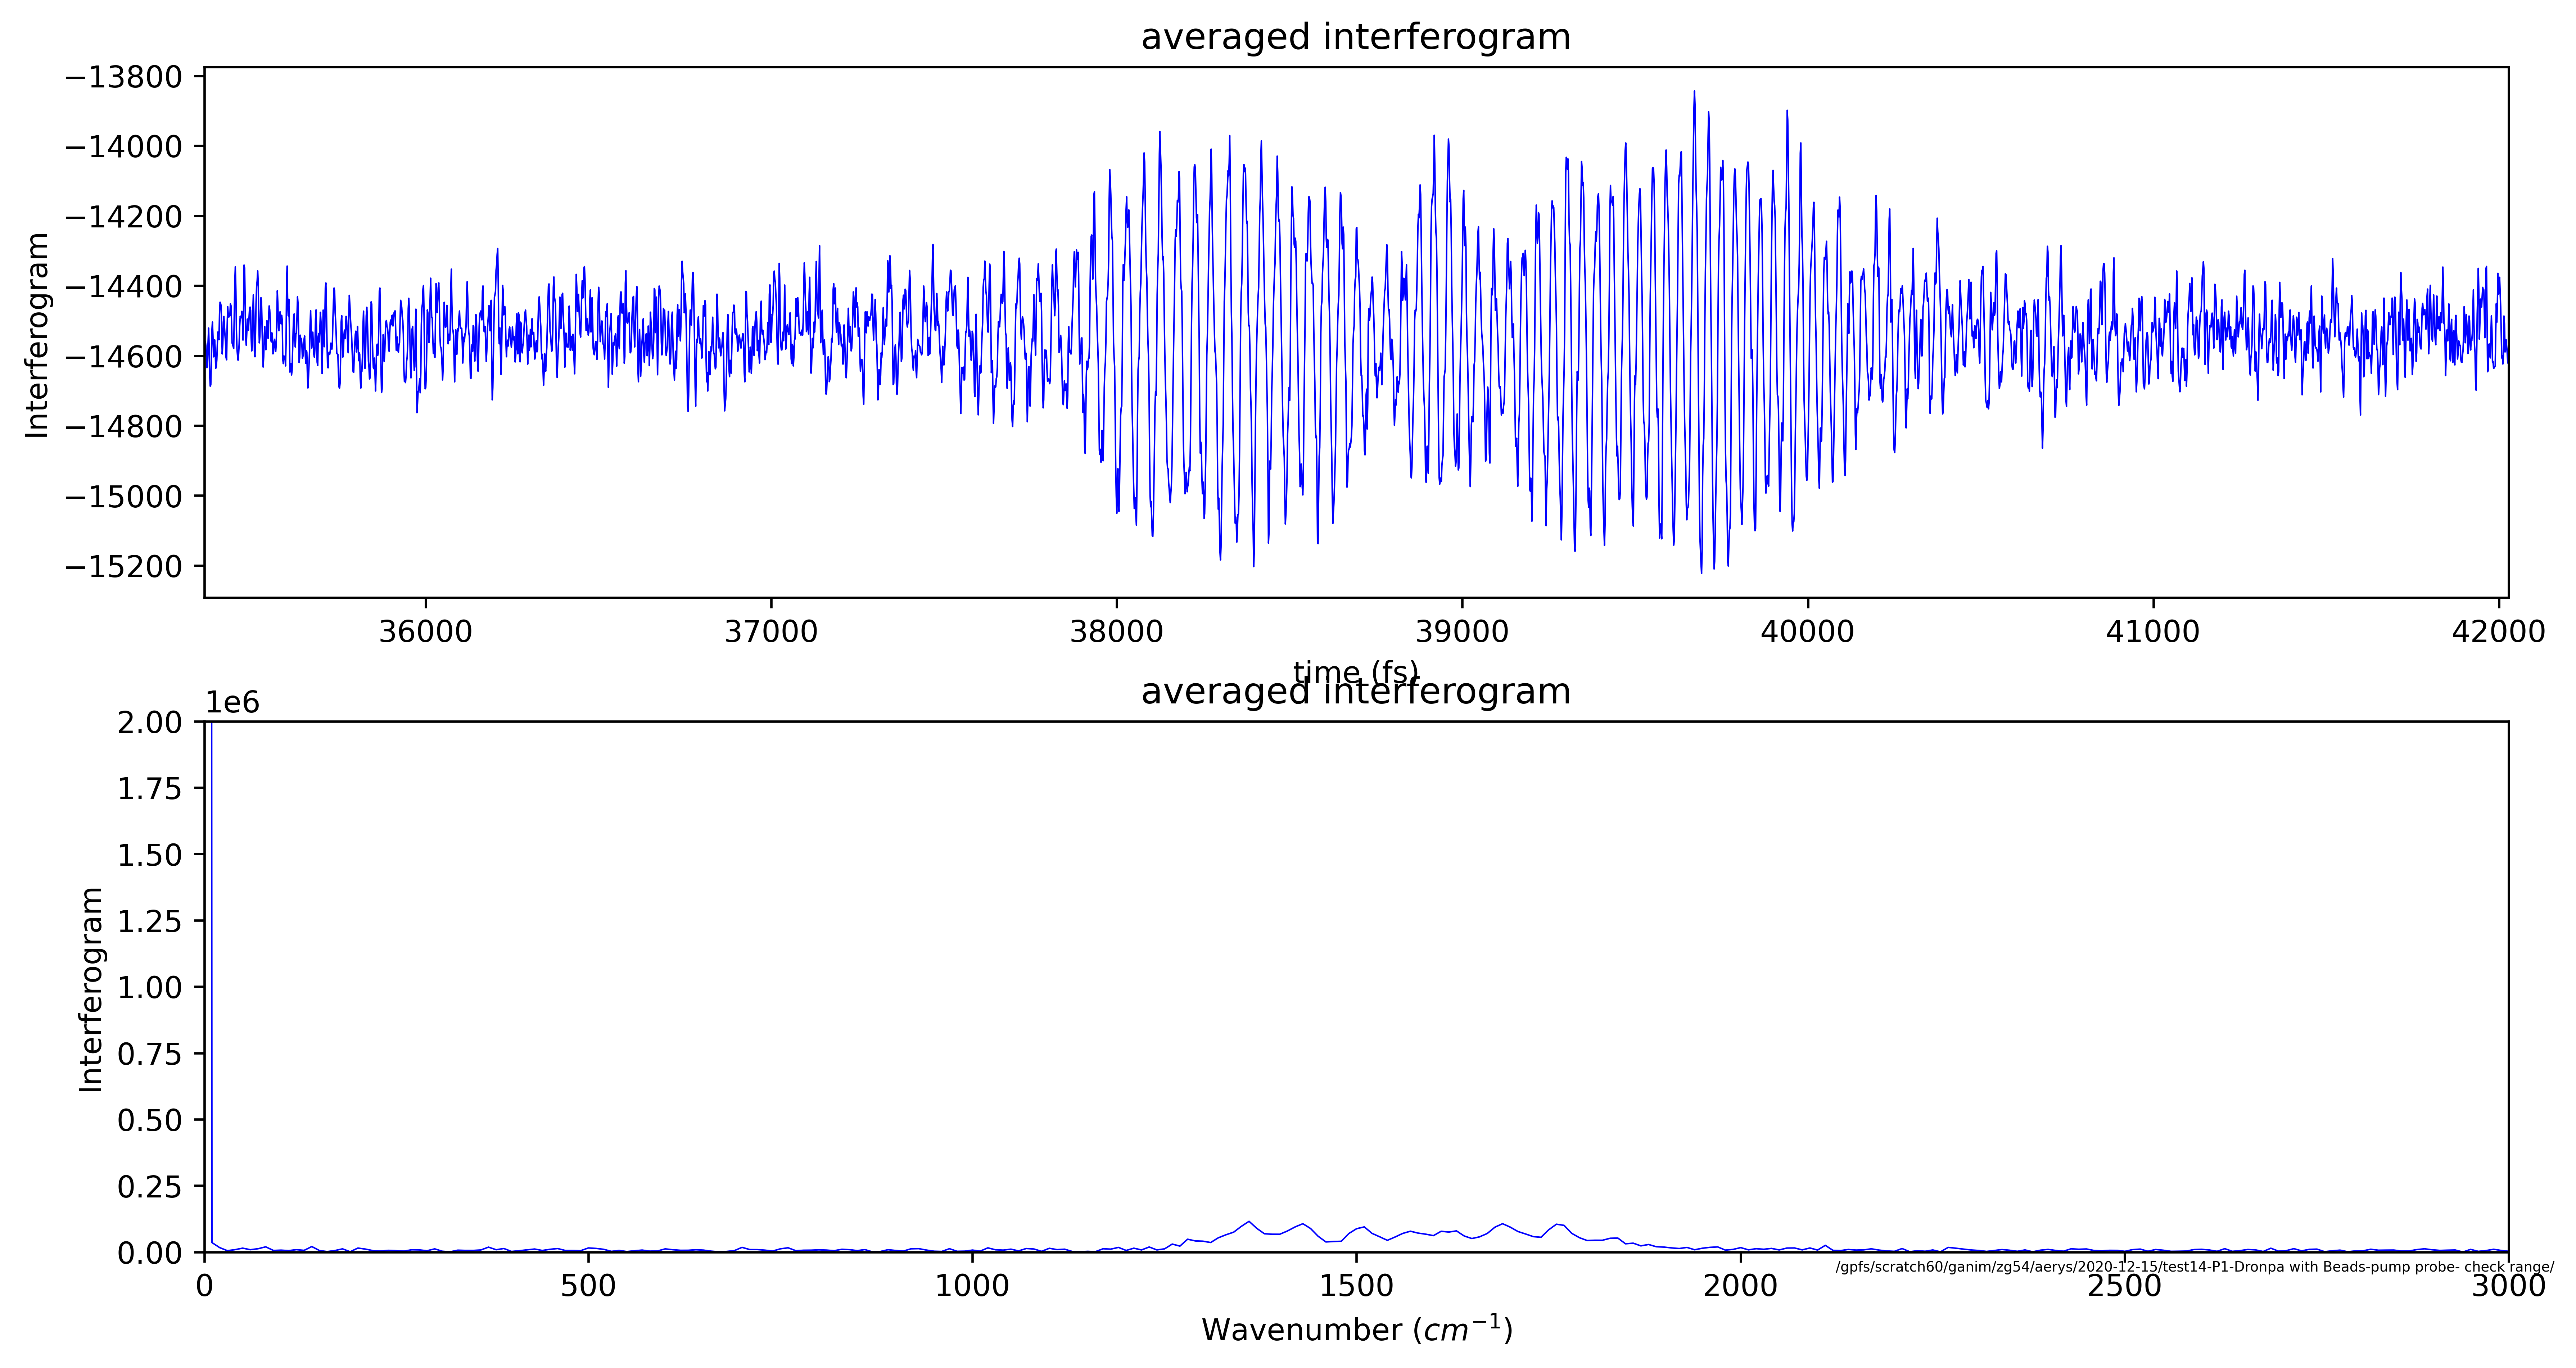 averaged interferogram
−13800
−14000
−14200
−14400
−14600
−14800
−15000
−15200
Interferogram
36000 37000 38000 39000 40000 41000 42000
time (fs)
averaged interferogram
1e6
2.00
1.75
1.50
1.25
1.00
0.75
0.50
0.25
0.00
Interferogram
/gpfs/scratch60/ganim/zg54/aerys/2020-12-15/test14-P1-Dronpa with Beads-pump probe- check range/
0 500 1000 1500 2000 2500 3000
Wavenumber (cm⁻¹)